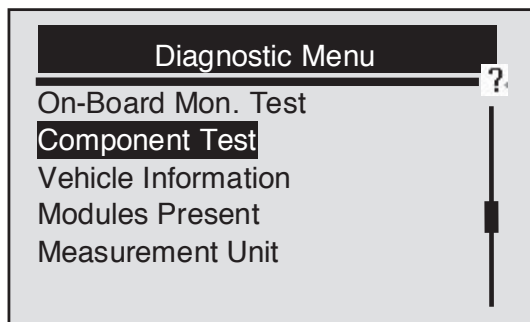 Diagnostic Menu
?
On-Board Mon. Test
Component Test
Vehicle Information
Modules Present
Measurement Unit